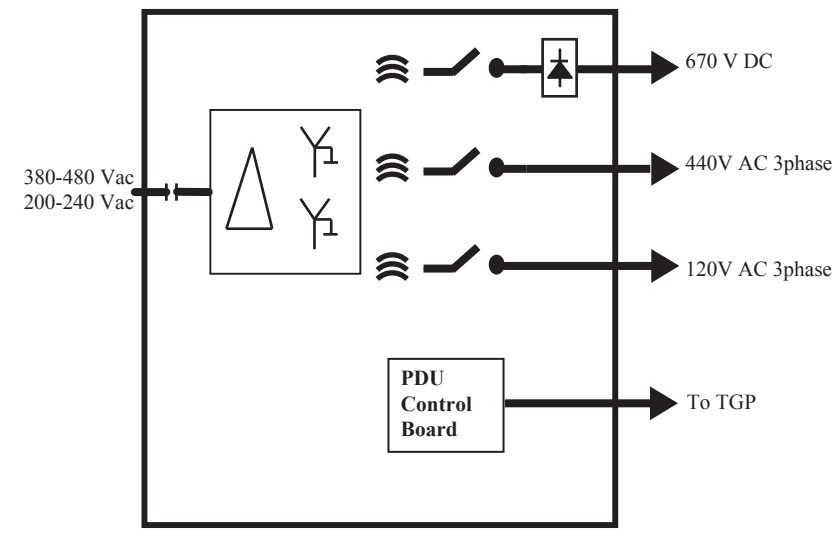 670 V DC
380-480 Vac
200-240 Vac
440V AC 3phase
120V AC 3phase
PDU
Control
Board
To TGP